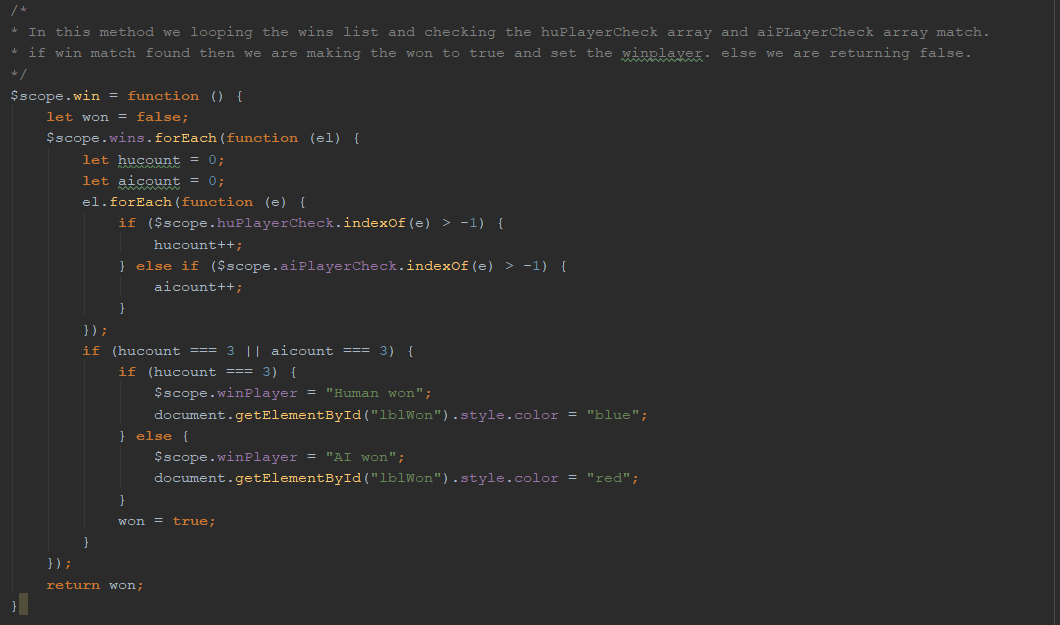 /*
* In this method we looping the wins list and checking the huPlayerCheck array and aiPLayerCheck array match.
* if win match found then we are making the won to true and set the winplayer. else we are returning false.
*/
$scope.win = function () {
    let won = false;
    $scope.wins.forEach(function (el) {
        let hucount = 0;
        let aicount = 0;
        el.forEach(function (e) {
            if ($scope.huPlayerCheck.indexOf(e) > -1) {
                hucount++;
            } else if ($scope.aiPlayerCheck.indexOf(e) > -1) {
                aicount++;
            }
        });
        if (hucount === 3 || aicount === 3) {
            if (hucount === 3) {
                $scope.winPlayer = "Human won";
                document.getElementById("lblWon").style.color = "blue";
            } else {
                $scope.winPlayer = "AI won";
                document.getElementById("lblWon").style.color = "red";
            }
            won = true;
        }
    });
    return won;
}